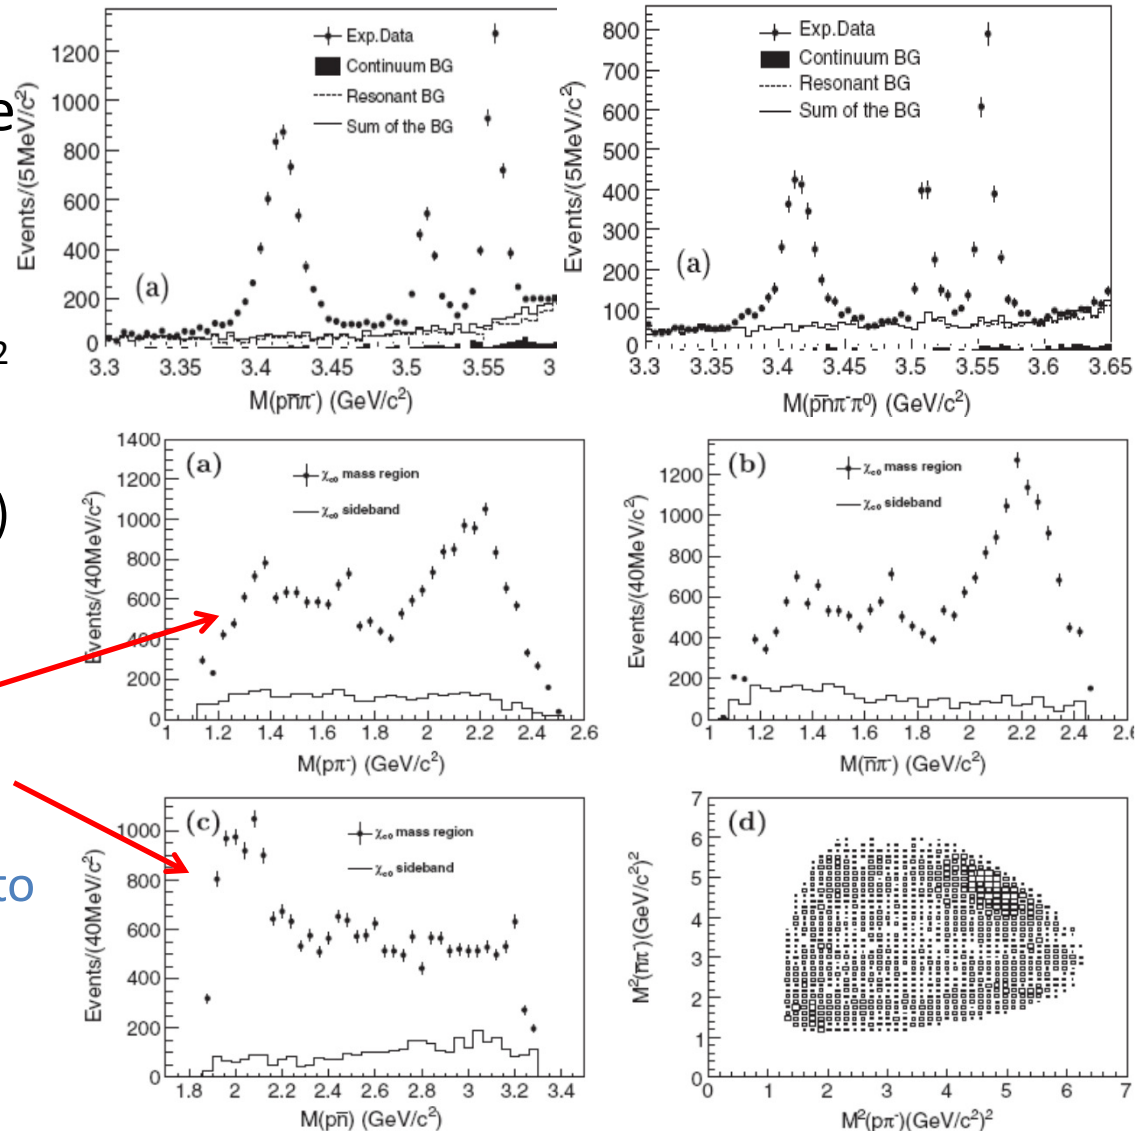 e
2
)
to
1200
1000
800
600
400
200
0
Events/(5MeV/c²)
Exp.Data
Continuum BG
Resonant BG
Sum of the BG
(a)
3.3
3.35
3.4
3.45
3.5
3.55
3
M(pn̅π⁻) (GeV/c²)
800
700
600
500
400
300
200
100
0
Events/(5MeV/c²)
Exp.Data
Continuum BG
Resonant BG
Sum of the BG
(a)
3.3
3.35
3.4
3.45
3.5
3.55
3.6
3.65
M(pn̅π⁻π⁰) (GeV/c²)
1400
1200
1000
800
600
400
200
0
Events/(40MeV/c²)
(a)
χc0 mass region
χc0 sideband
1
1.2
1.4
1.6
1.8
2
2.2
2.4
2.6
M(pπ⁻) (GeV/c²)
1200
1000
800
600
400
200
0
Events/(40MeV/c²)
(b)
χc0 mass region
χc0 sideband
1
1.2
1.4
1.6
1.8
2
2.2
2.4
2.6
M(n̅π⁻) (GeV/c²)
1000
800
600
400
200
0
Events/(40MeV/c²)
(c)
χc0 mass region
χc0 sideband
1.8
2
2.2
2.4
2.6
2.8
3
3.2
3.4
M(pn̅) (GeV/c²)
7
6
5
4
3
2
1
0
M²(n̅π⁻)(GeV/c²)²
(d)
0
1
2
3
4
5
6
7
M²(pπ⁻)(GeV/c²)²